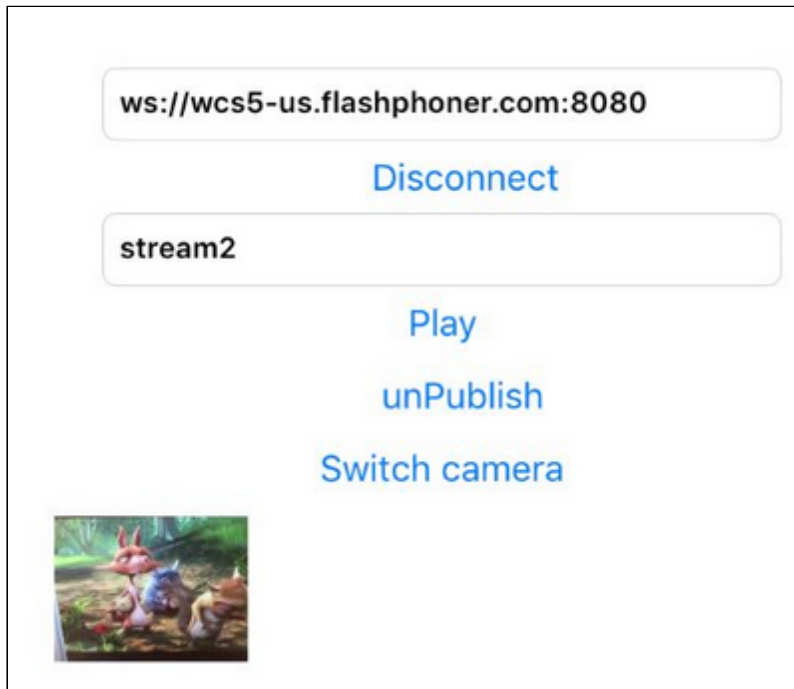 ws://wcs5-us.flashphoner.com:8080
Disconnect
stream2
Play
unPublish
Switch camera